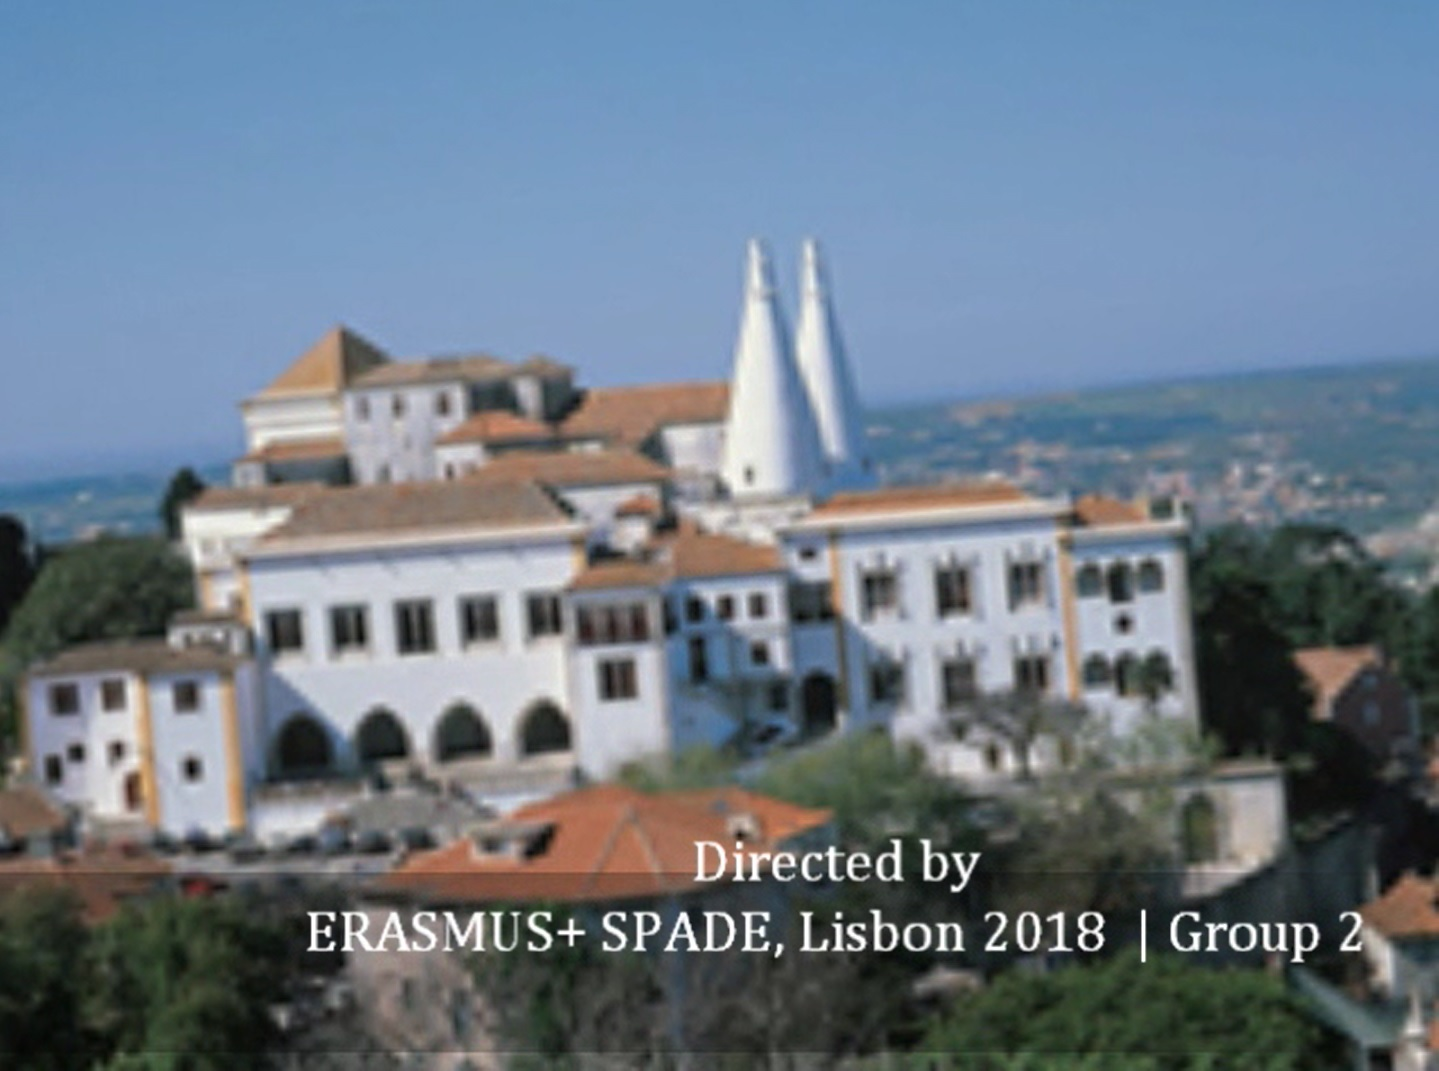 Directed by
ERASMUS+ SPADE, Lisbon 2018 | Group 2